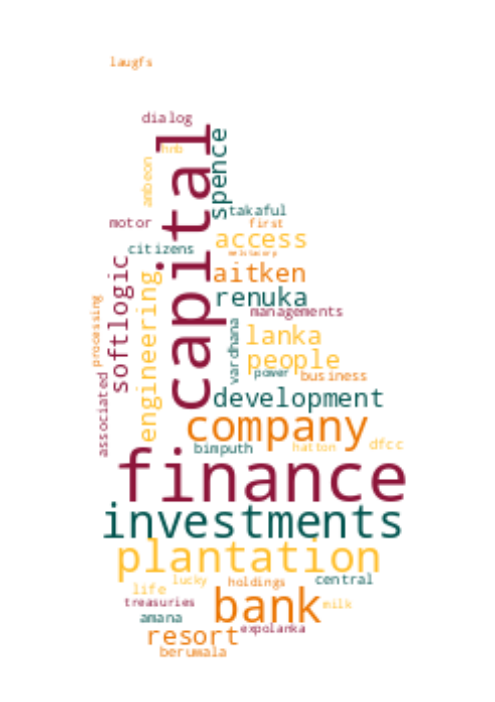 laugfs
dialog
hnb
capital
spence
ambeon
takaful
motor
first
access
citizens
aitken
softlogic
engineering
renuka
managements
processing
vardhana
lanka
people
power
business
associated
development
company
bimputh
hatton
dfcc
finance
investments
plantation
lucky
holdings
central
life
bank
treasuries
milk
amana
resort
expolanka
beruwala